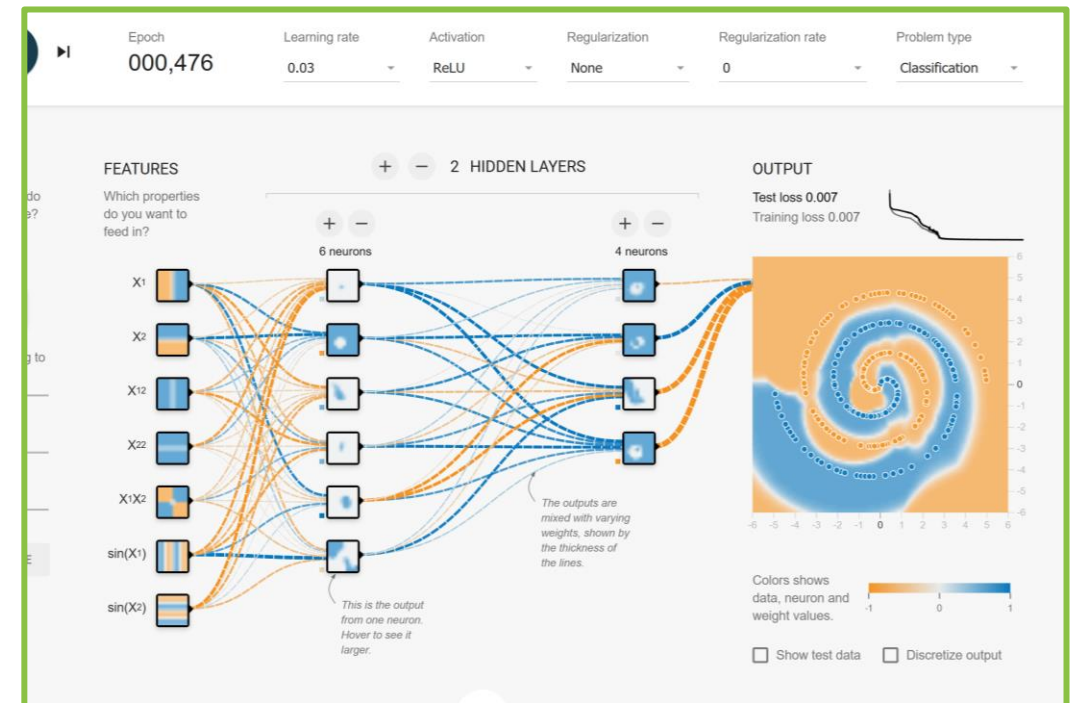 Epoch
000,476
Learning rate
0.03
Activation
ReLU
Regularization
None
Regularization rate
0
Problem type
Classification
FEATURES
Which properties
do you want to
feed in?
+ − 2 HIDDEN LAYERS
+ −
6 neurons
+ −
4 neurons
OUTPUT
Test loss 0.007
Training loss 0.007
do
e?
g to
E
X1
X2
X12
X22
X1X2
sin(X1)
sin(X2)
This is the output
from one neuron.
Hover to see it
larger.
The outputs are
mixed with varying
weights, shown by
the thickness of
the lines.
6
5
4
3
2
1
0
-1
-2
-3
-4
-5
-6
-6 -5 -4 -3 -2 -1 0 1 2 3 4 5 6
Colors shows
data, neuron and
weight values.
-1 0 1
Show test data
Discretize output